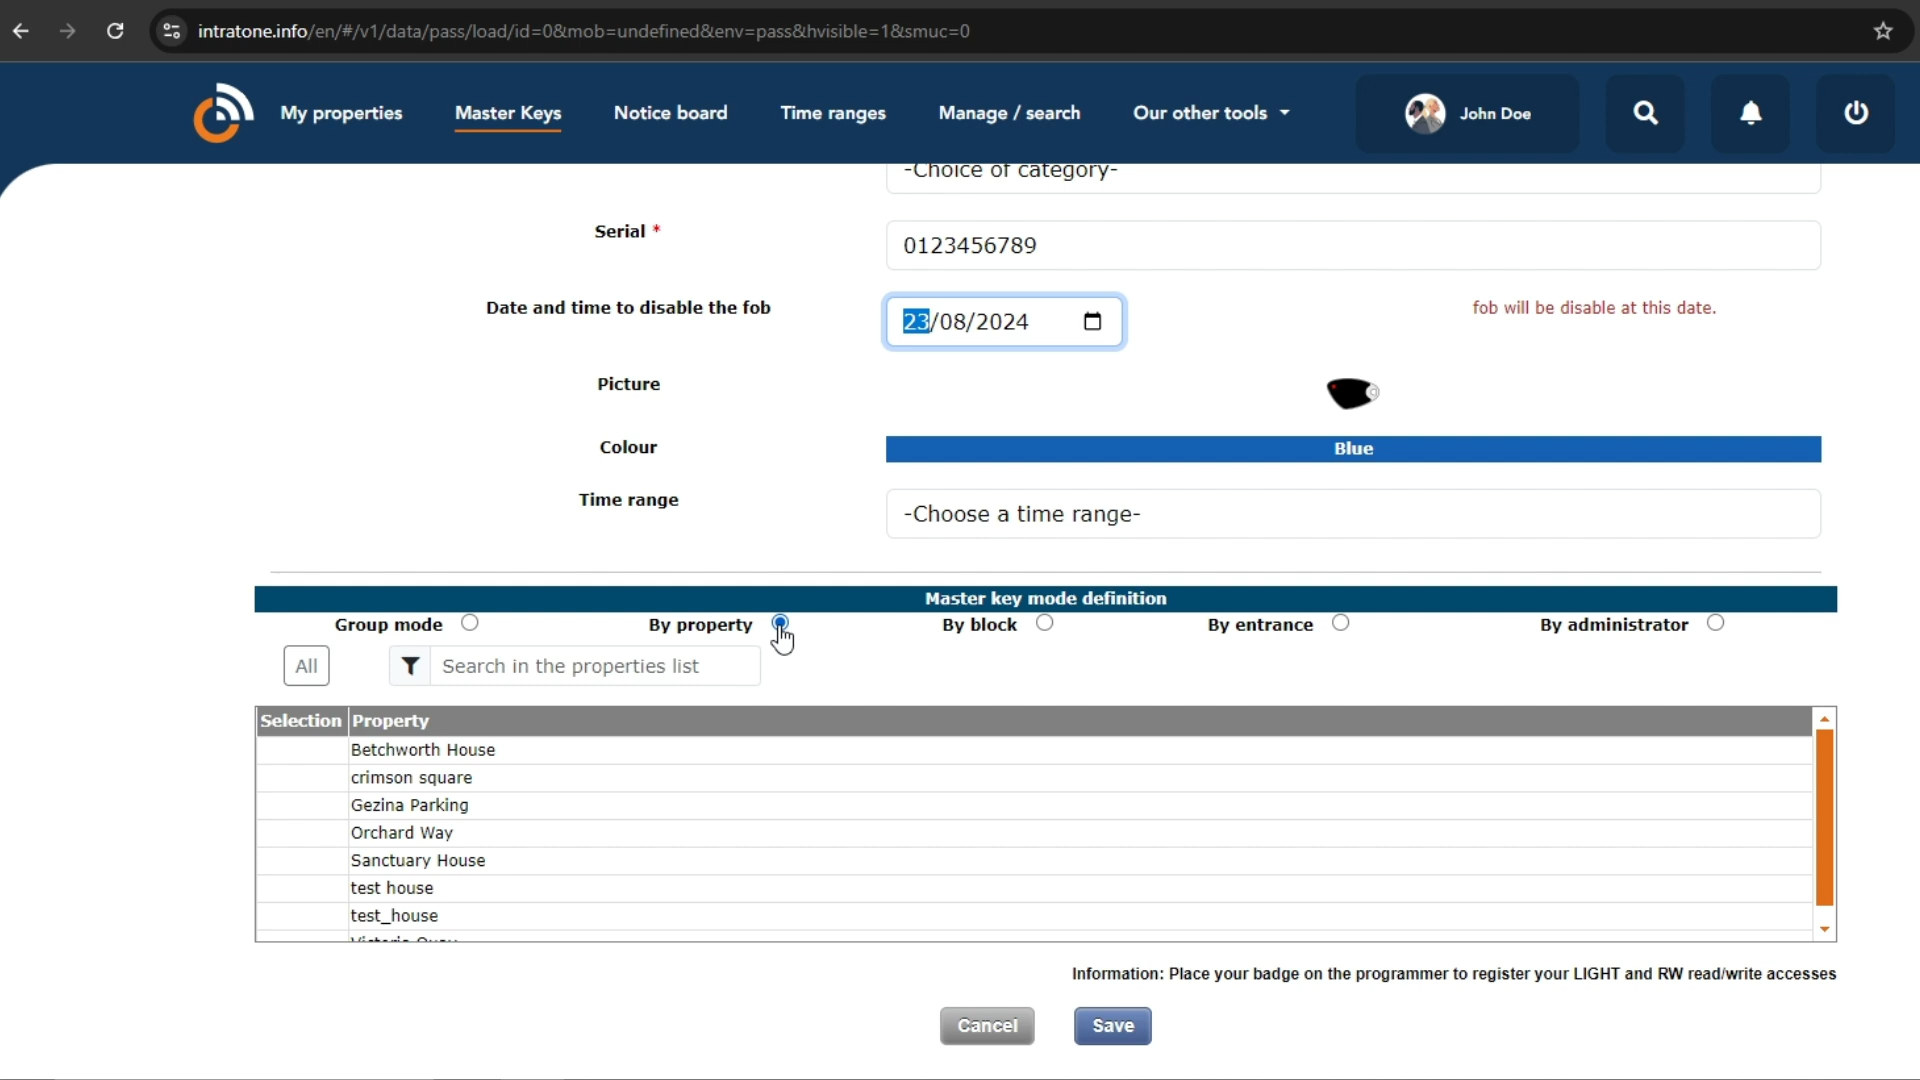 intratone.info/en/#/v1/data/pass/load/id=0&mob=undefined&env=pass&hvisible=1&smuc=0
My properties Master Keys Notice board Time ranges Manage / search Our other tools John Doe
-Choice of category-
Serial * 0123456789
Date and time to disable the fob 23/08/2024 fob will be disable at this date.
Picture
Colour Blue
Time range -Choose a time range-
Master key mode definition
Group mode By property By block By entrance By administrator
All Search in the properties list
Selection Property
Betchworth House
crimson square
Gezina Parking
Orchard Way
Sanctuary House
test house
test_house
Information: Place your badge on the programmer to register your LIGHT and RW read/write accesses
Cancel Save